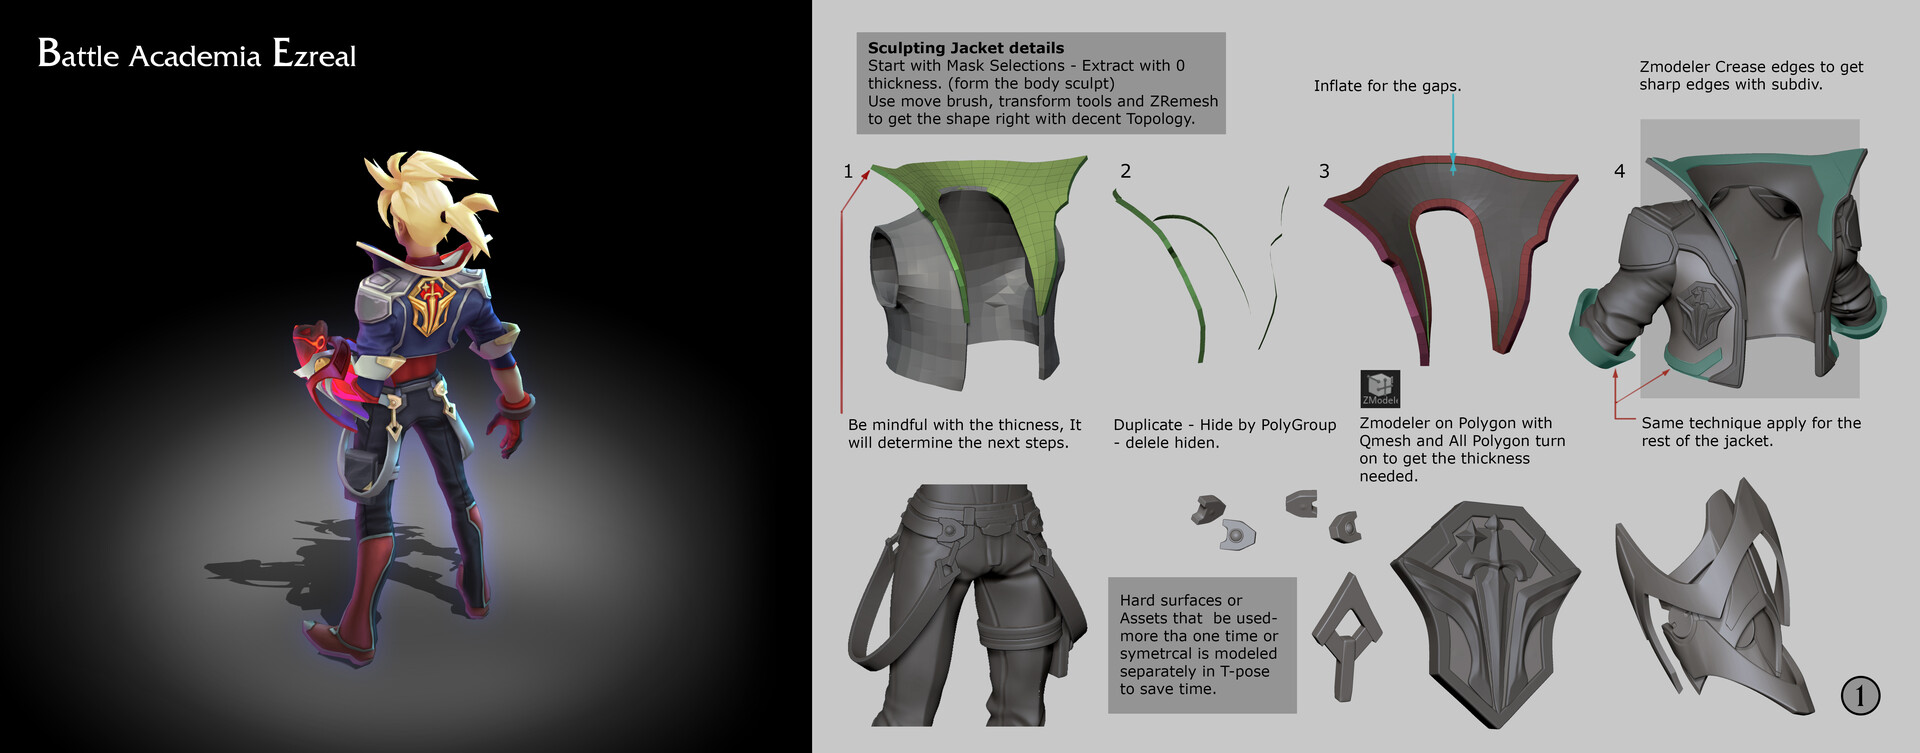 Battle Academia Ezreal
Sculpting Jacket details
Start with Mask Selections - Extract with 0
thickness. (form the body sculpt)
Use move brush, transform tools and ZRemesh
to get the shape right with decent Topology.
Inflate for the gaps.
Zmodeler Crease edges to get
sharp edges with subdiv.
1
2
3
4
Be mindful with the thicness, It
will determine the next steps.
Duplicate - Hide by PolyGroup
- delele hiden.
ZModele
Zmodeler on Polygon with
Qmesh and All Polygon turn
on to get the thickness
needed.
Same technique apply for the
rest of the jacket.
Hard surfaces or
Assets that  be used-
more tha one time or
symetrcal is modeled
separately in T-pose
to save time.
1